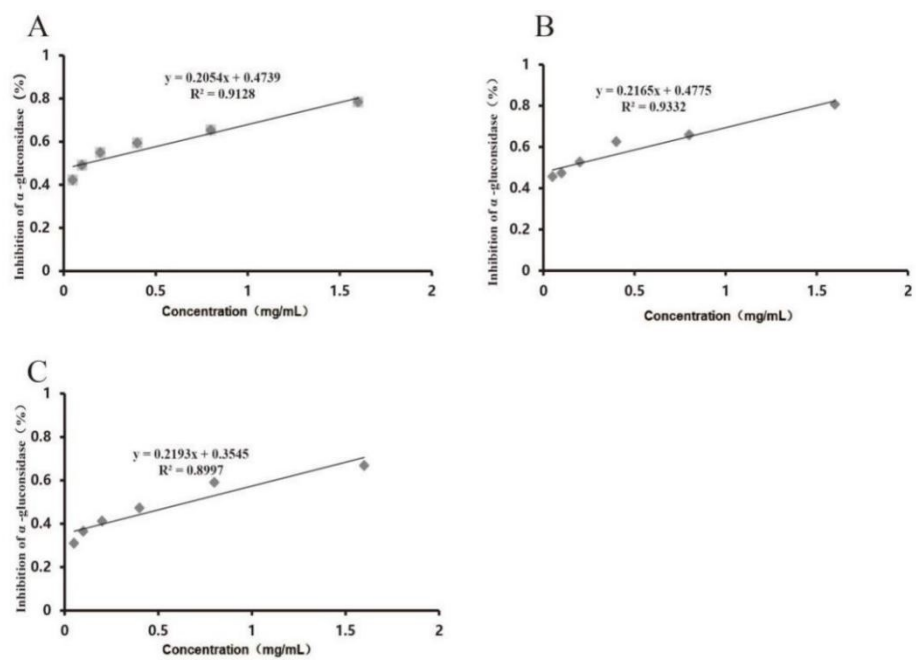 A
Inhibition of α -gluconsidase (%)
1
0.8
0.6
0.4
0.2
0
y = 0.2054x + 0.4739
R² = 0.9128
0 0.5 1 1.5 2
Concentration (mg/mL)
B
Inhibition of α -gluconsidase (%)
1
0.8
0.6
0.4
0.2
0
y = 0.2165x + 0.4775
R² = 0.9332
0 0.5 1 1.5 2
Concentration (mg/mL)
C
Inhibition of α -gluconsidase (%)
1
0.8
0.6
0.4
0.2
0
y = 0.2193x + 0.3545
R² = 0.8997
0 0.5 1 1.5 2
Concentration (mg/mL)